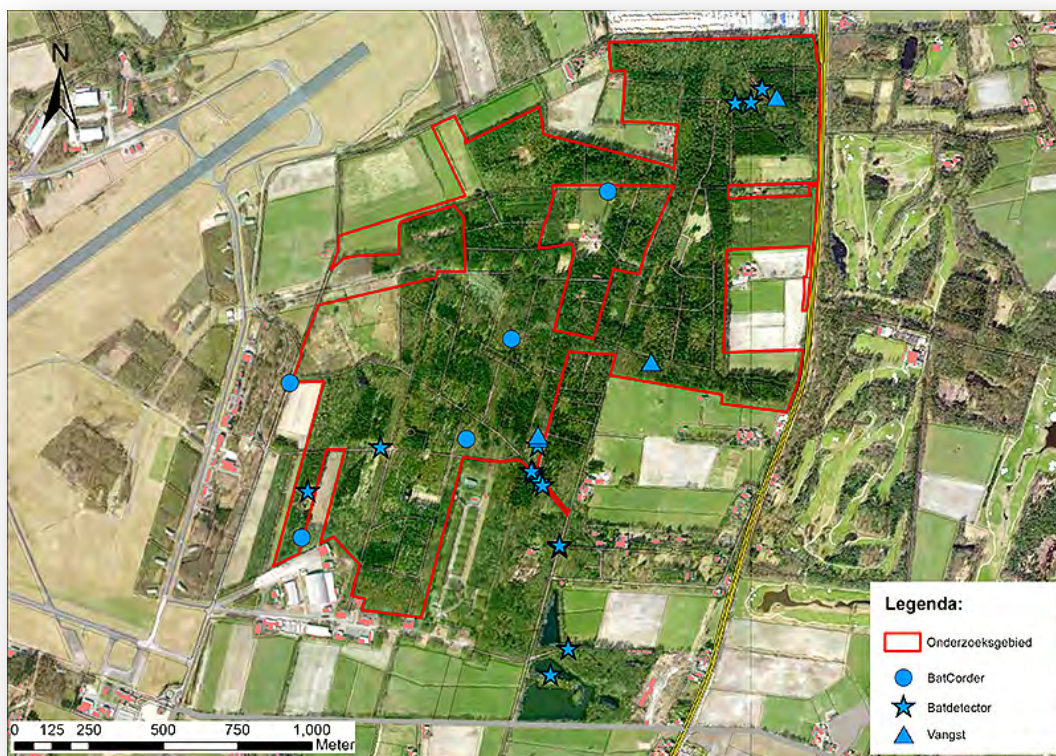 N
Legenda:
Onderzoeksgebied
BatCorder
Batdetector
Vangst
0 125 250 500 750 1,000
Meter